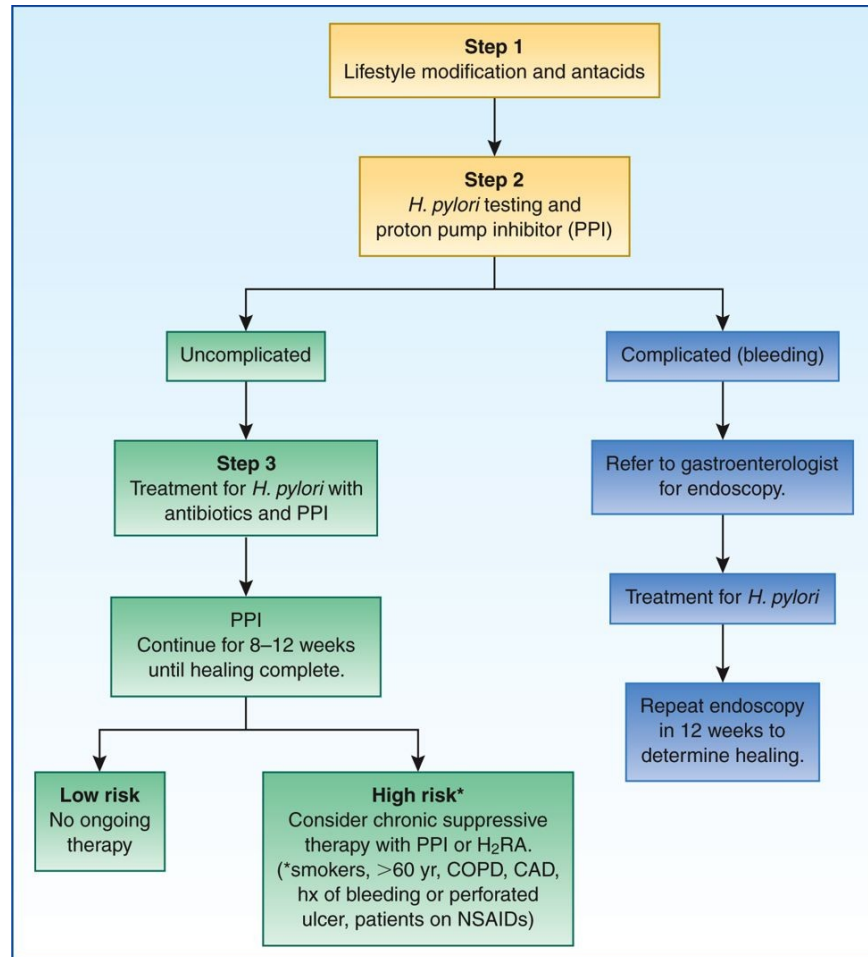 Step 1
Lifestyle modification and antacids
Step 2
H. pylori testing and
proton pump inhibitor (PPI)
Uncomplicated
Complicated (bleeding)
Step 3
Treatment for H. pylori with
antibiotics and PPI
Refer to gastroenterologist
for endoscopy.
PPI
Continue for 8–12 weeks
until healing complete.
Treatment for H. pylori
Repeat endoscopy
in 12 weeks to
determine healing.
Low risk
No ongoing
therapy
High risk*
Consider chronic suppressive
therapy with PPI or H₂RA.
(*smokers, >60 yr, COPD, CAD,
hx of bleeding or perforated
ulcer, patients on NSAIDs)